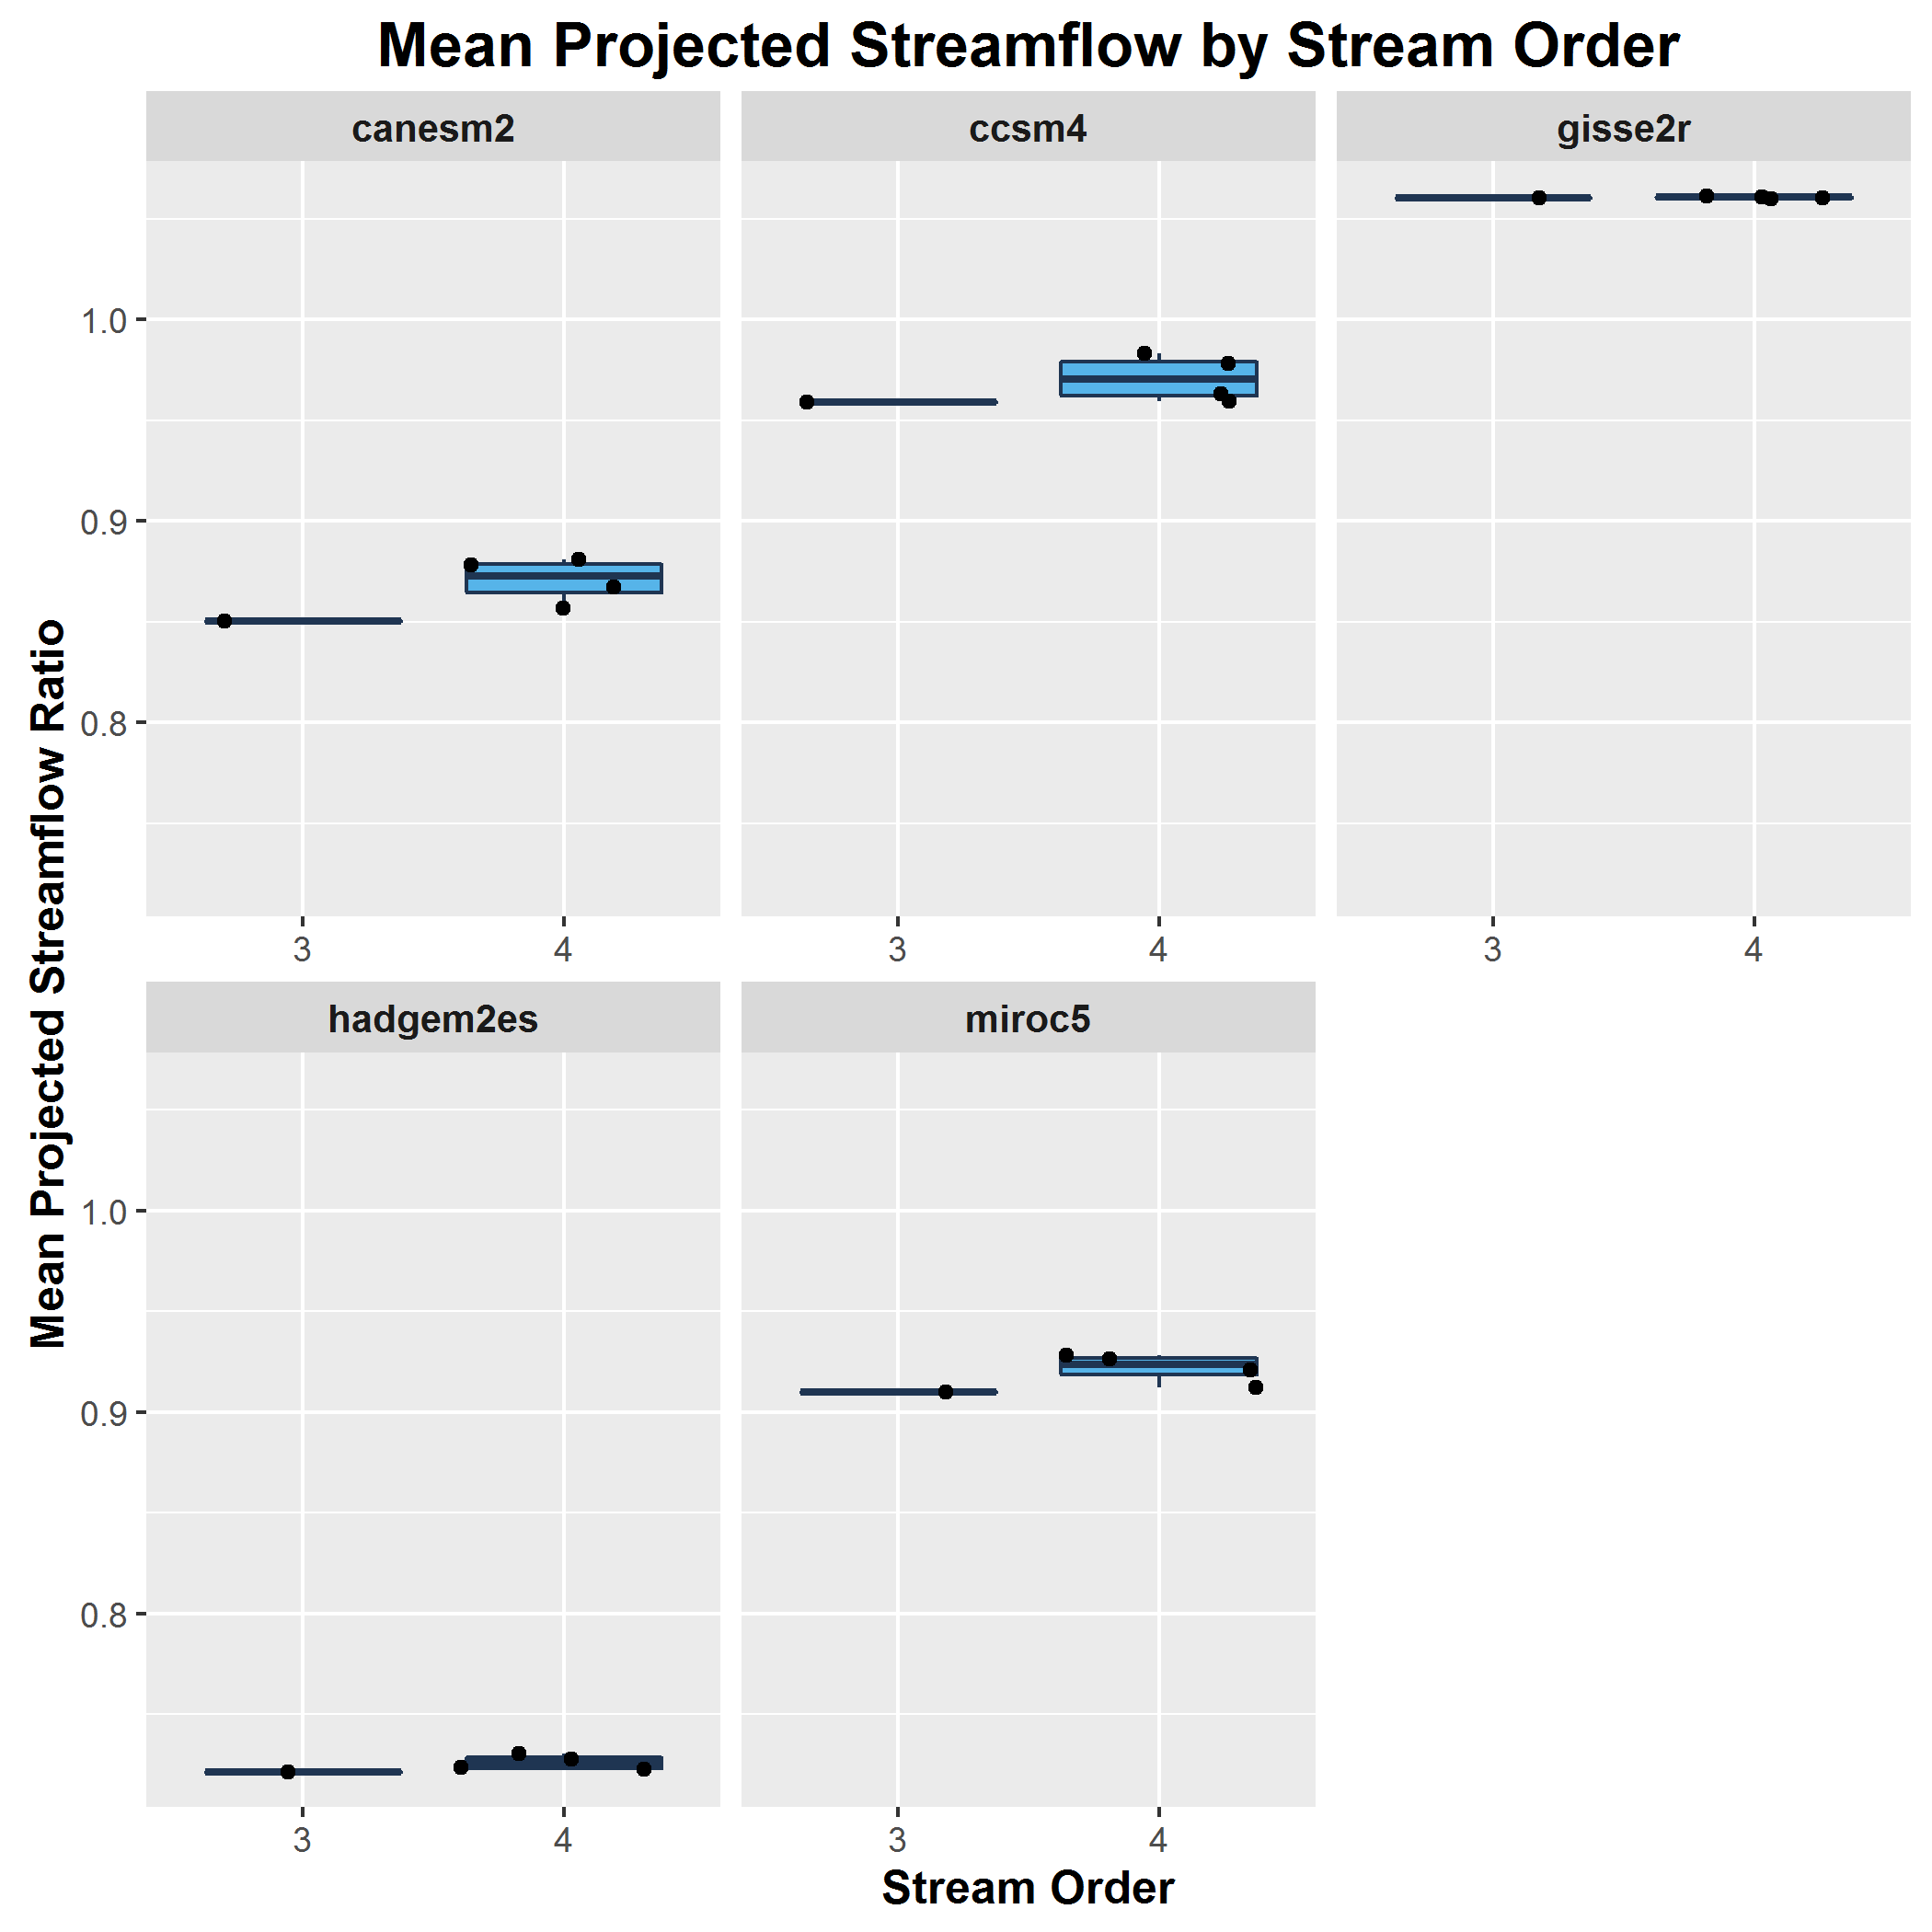 Mean Projected Streamflow by Stream Order
canesm2
ccsm4
gisse2r
1.0
0.9
0.8
3
4
3
4
3
4
hadgem2es
miroc5
1.0
0.9
0.8
3
4
3
4
Mean Projected Streamflow Ratio
Stream Order